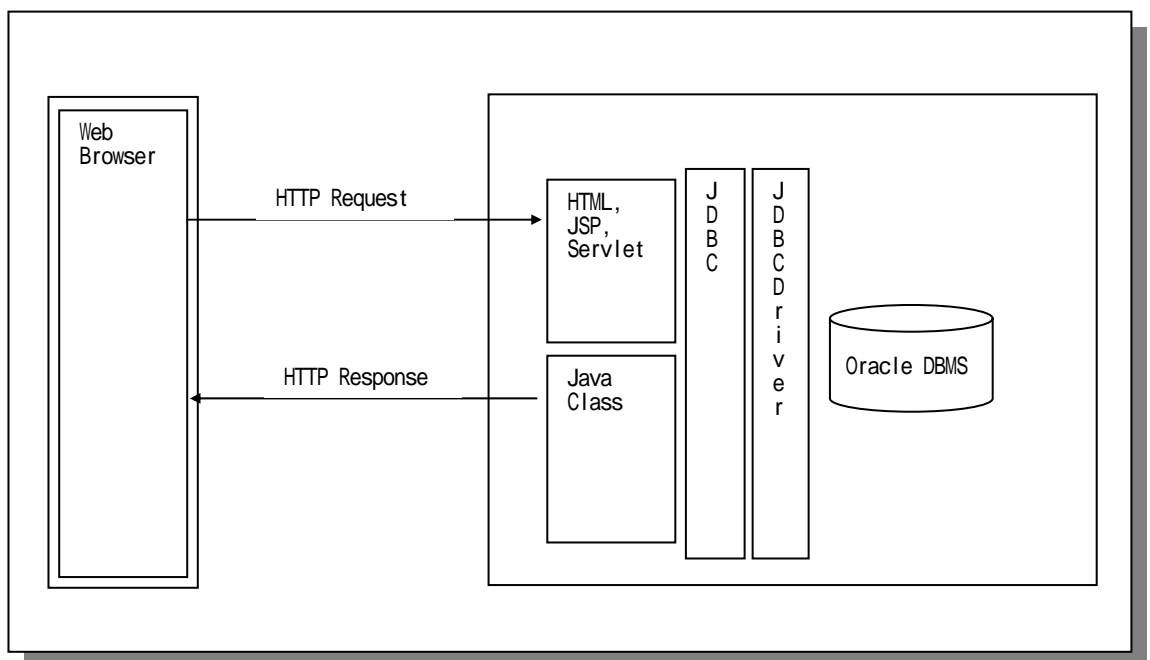 Web
Browser
HTTP Request
HTTP Response
HTML,
JSP,
Servlet
Java
Class
J
D
B
C
J
D
B
C
D
r
i
v
e
r
Oracle DBMS